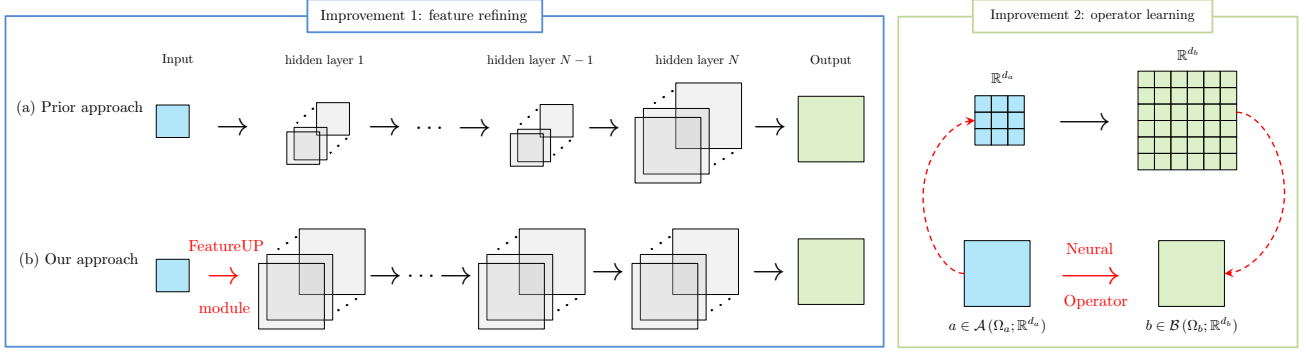 Improvement 1: feature refining
Input
hidden layer 1
hidden layer N − 1
hidden layer N
Output
(a) Prior approach
· · ·
(b) Our approach
FeatureUP
module
· · ·
Improvement 2: operator learning
ℝ^{d_a}
ℝ^{d_b}
Neural
Operator
a ∈ 𝒜(Ω_a; ℝ^{d_a})
b ∈ ℬ(Ω_b; ℝ^{d_b})